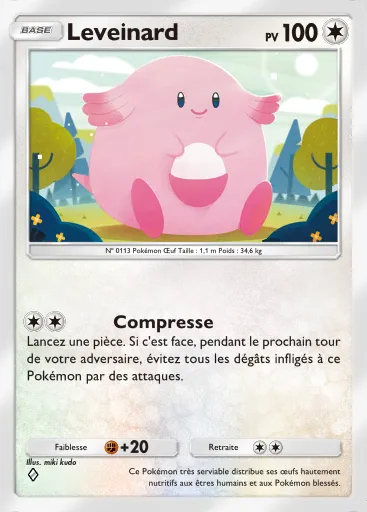 BASE Leveinard PV 100
N° 0113 Pokémon Œuf Taille : 1,1 m Poids : 34,6 kg
Compresse
Lancez une pièce. Si c'est face, pendant le prochain tour
de votre adversaire, évitez tous les dégâts infligés à ce
Pokémon par des attaques.
Faiblesse +20 Retraite
Illus. miki kudo
Ce Pokémon très serviable distribue ses œufs hautement
nutritifs aux êtres humains et aux Pokémon blessés.